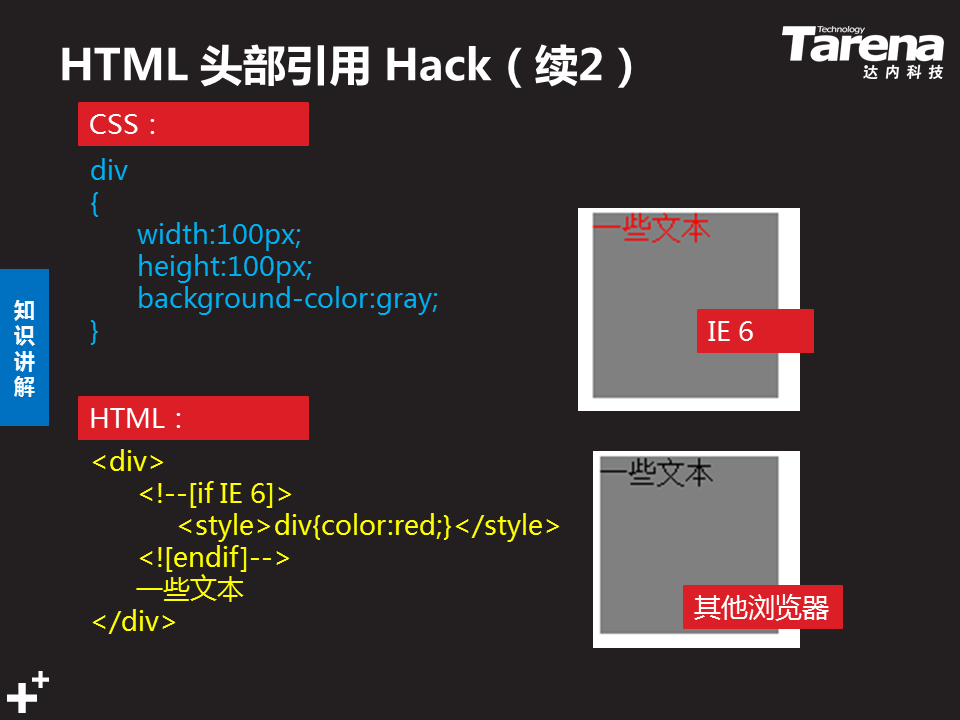 HTML 头部引用 Hack（续2）
Technology
Tarena
达内科技
CSS：
div
{
width:100px;
height:100px;
background-color:gray;
}
知识讲解
一些文本
IE 6
HTML：
<div>
<!--[if IE 6]>
<style>div{color:red;}</style>
<![endif]-->
一些文本
</div>
一些文本
其他浏览器